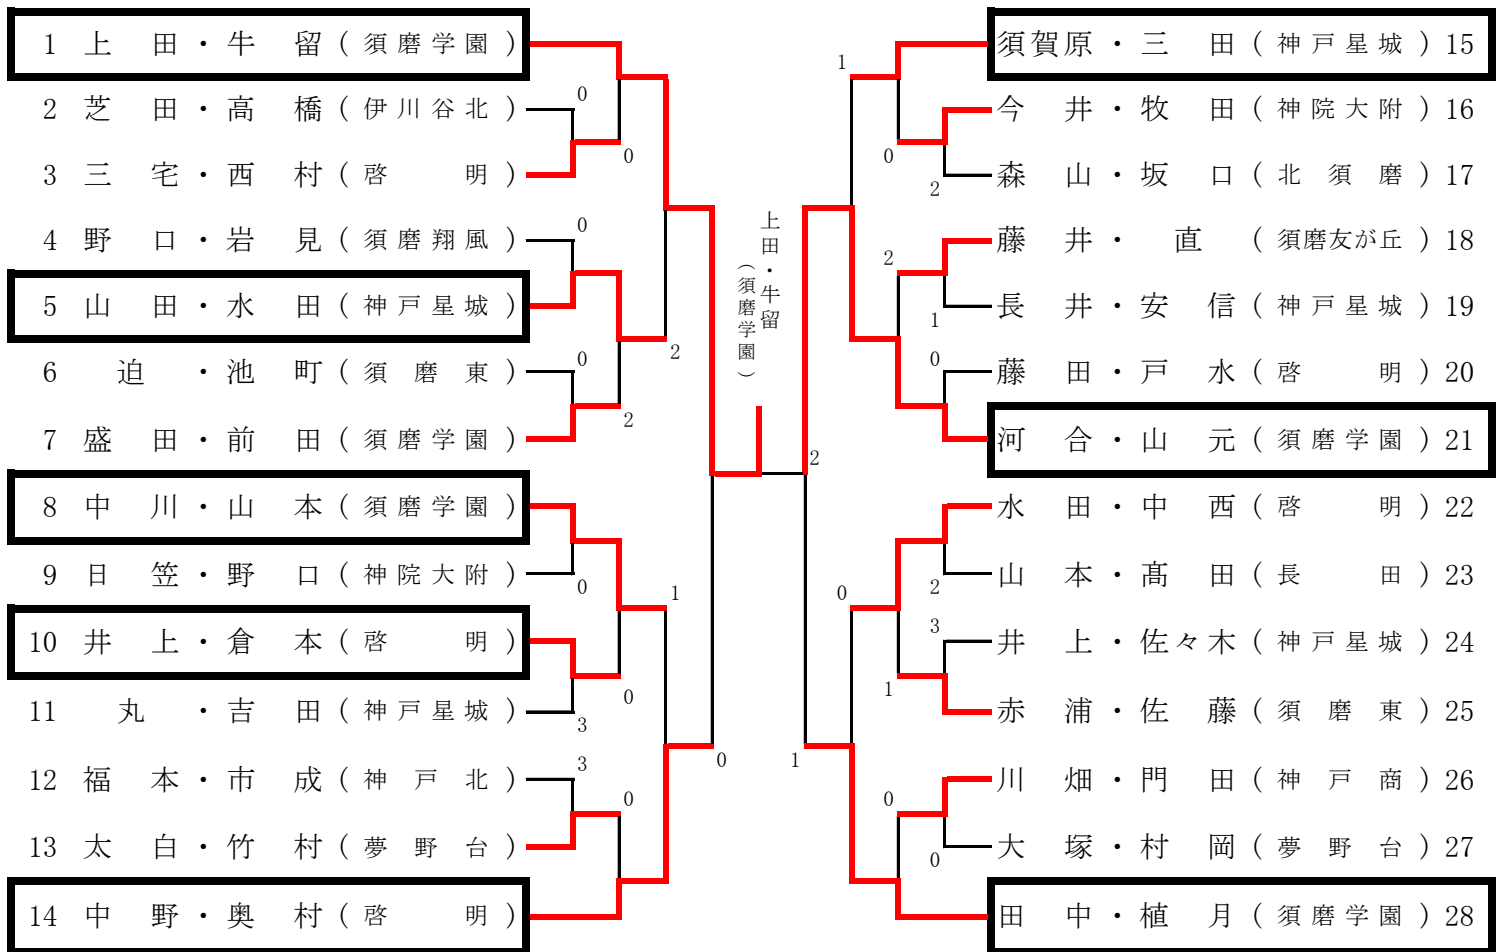 1 上田・牛留(須磨学園)
2 芝田・高橋(伊川谷北)
3 三宅・西村(啓明)
4 野口・岩見(須磨翔風)
5 山田・水田(神戸星城)
6 迫・池町(須磨東)
7 盛田・前田(須磨学園)
8 中川・山本(須磨学園)
9 日笠・野口(神院大附)
10 井上・倉本(啓明)
11 丸・吉田(神戸星城)
12 福本・市成(神戸北)
13 太白・竹村(夢野台)
14 中野・奥村(啓明)
0
0
0
0
2
2
0
1
0
3
3
0
0
上田・牛留
(須磨学園)
2
1
0
2
2
1
0
2
0
3
1
0
0
1
須賀原・三田(神戸星城)15
今井・牧田(神院大附)16
森山・坂口(北須磨)17
藤井・直(須磨友が丘)18
長井・安信(神戸星城)19
藤田・戸水(啓明)20
河合・山元(須磨学園)21
水田・中西(啓明)22
山本・髙田(長田)23
井上・佐々木(神戸星城)24
赤浦・佐藤(須磨東)25
川畑・門田(神戸商)26
大塚・村岡(夢野台)27
田中・植月(須磨学園)28